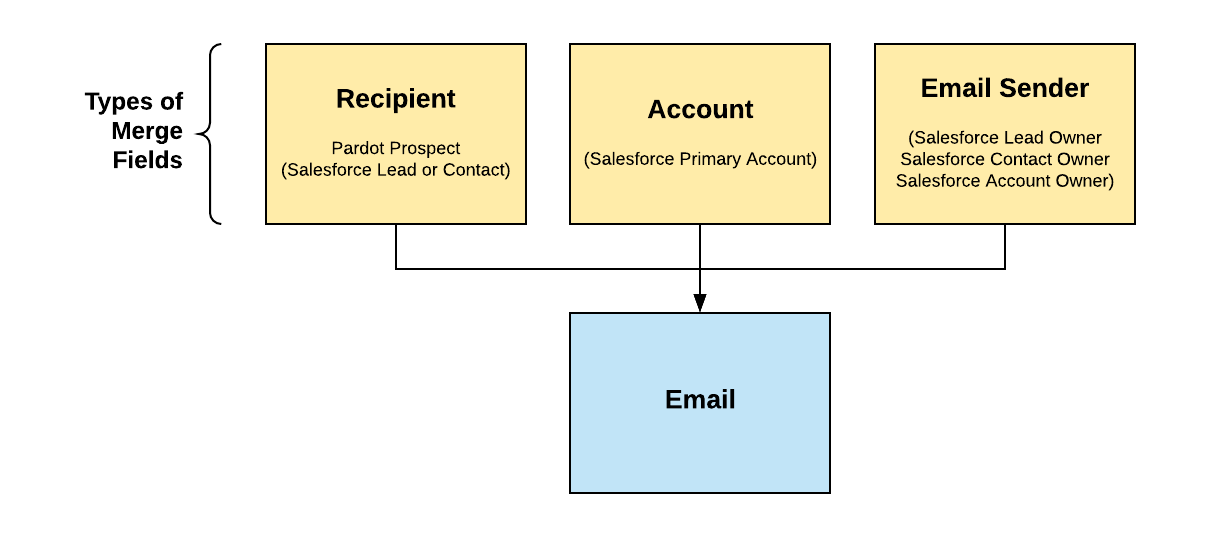 Types of
Merge
Fields
Recipient
Pardot Prospect
(Salesforce Lead or Contact)
Account
(Salesforce Primary Account)
Email Sender
(Salesforce Lead Owner
Salesforce Contact Owner
Salesforce Account Owner)
Email